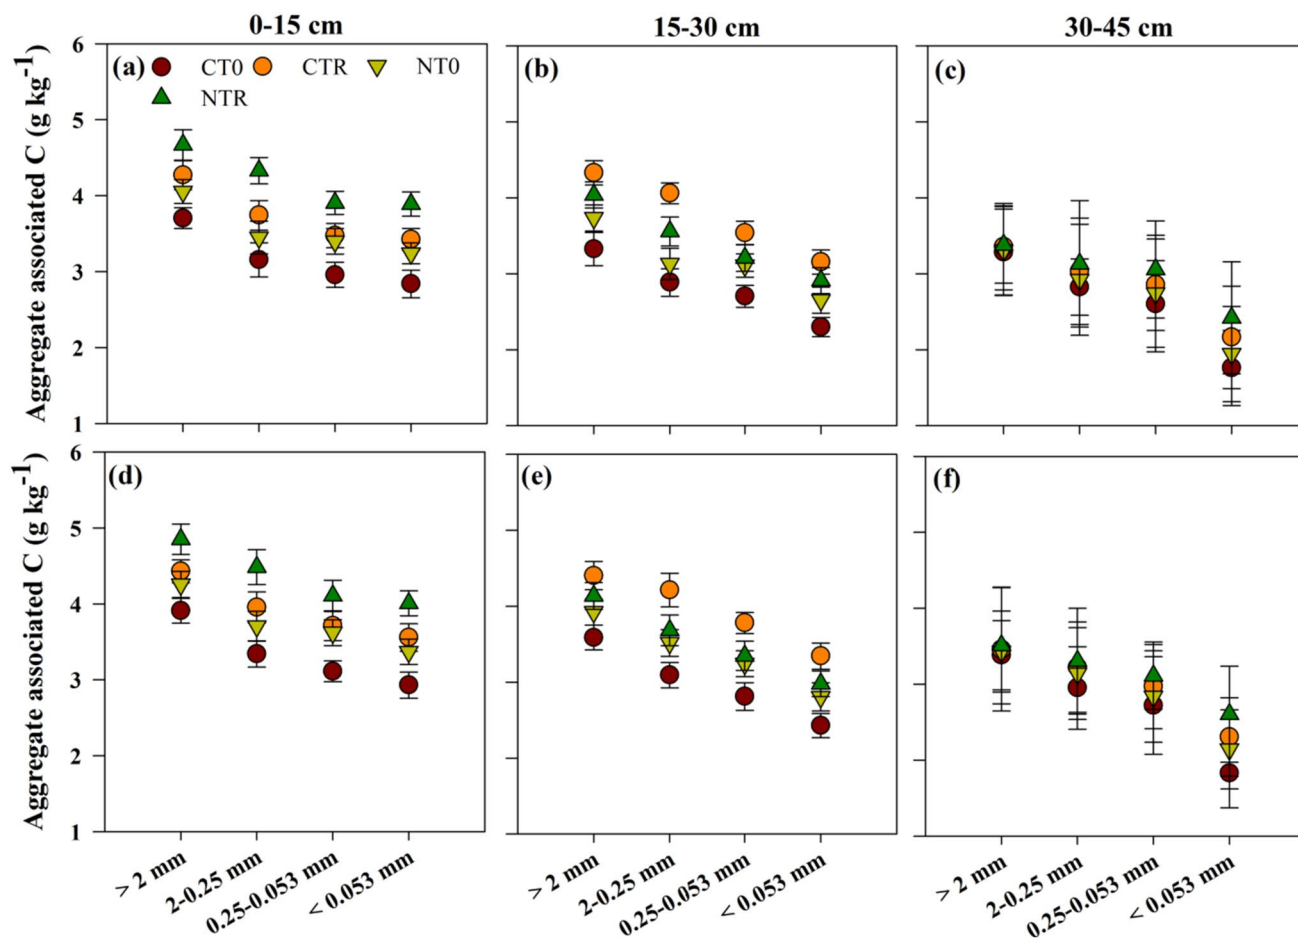 0-15 cm
15-30 cm
30-45 cm
Aggregate associated C (g kg-1)
6
5
4
3
2
1
(a)
CT0
CTR
NT0
NTR
(b)
(c)
Aggregate associated C (g kg-1)
6
5
4
3
2
1
(d)
(e)
(f)
> 2 mm
2-0.25 mm
0.25-0.053 mm
< 0.053 mm
> 2 mm
2-0.25 mm
0.25-0.053 mm
< 0.053 mm
> 2 mm
2-0.25 mm
0.25-0.053 mm
< 0.053 mm